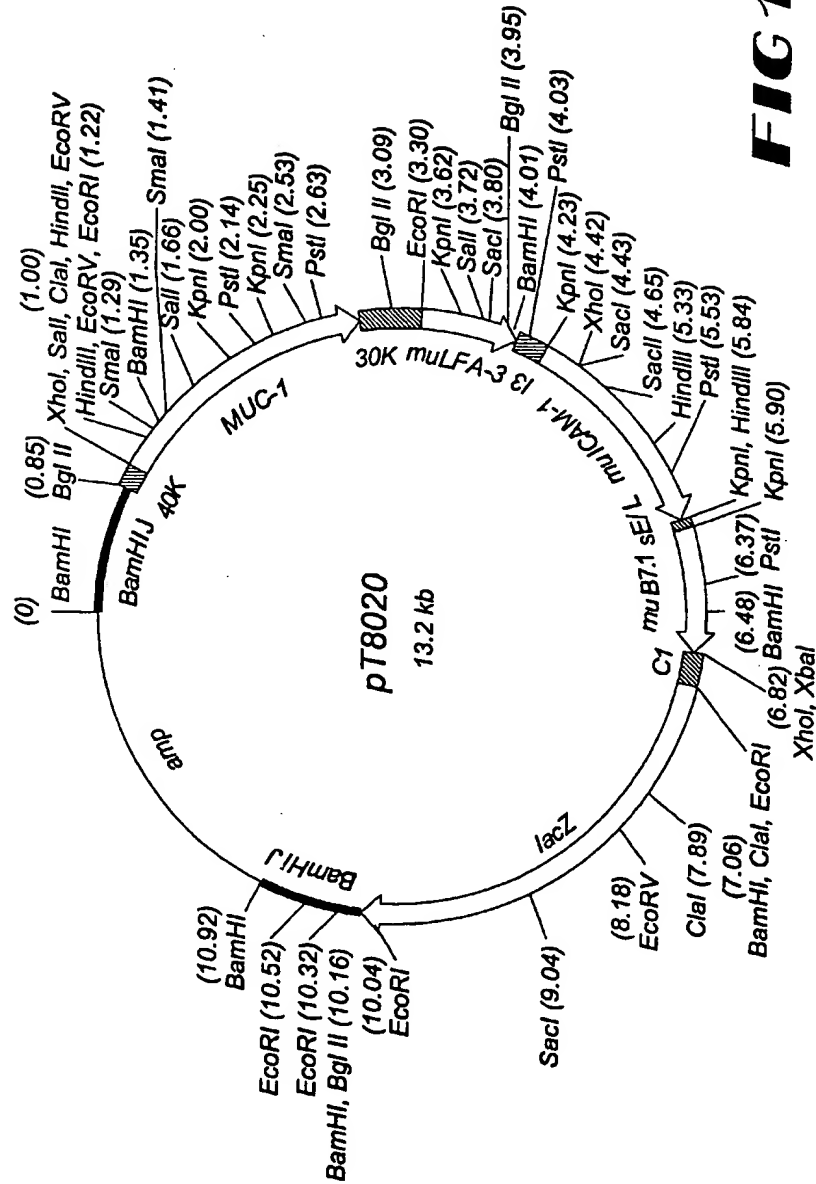 (0)
BamHI
BamHIJ
(0.85)
Bgl II
40K
(1.00)
XhoI, SalI, ClaI, HindII, EcoRV
HindIII, EcoRV, EcoRI (1.22)
SmaI (1.29)
BamHI (1.35)
SmaI (1.41)
SalI (1.66)
KpnI (2.00)
PstI (2.14)
KpnI (2.25)
SmaI (2.53)
PstI (2.63)
MUC-1
Bgl II (3.09)
30K
EcoRI (3.30)
KpnI (3.62)
SalI (3.72)
SacI (3.80)
muLFA-3
Bgl II (3.95)
BamHI (4.01)
PstI (4.03)
I3
KpnI (4.23)
XhoI (4.42)
SacI (4.43)
SacII (4.65)
HindIII (5.33)
PstI (5.53)
muICAM-1
KpnI, HindIII (5.84)
KpnI (5.90)
sE/L
muB7.1
(6.37)
PstI
(6.48)
BamHI
C1
(6.82)
XhoI, XbaI
(7.06)
BamHI, ClaI, EcoRI
ClaI (7.89)
(8.18)
EcoRV
lacZ
SacI (9.04)
(10.04)
EcoRI
BamHI, Bgl II (10.16)
EcoRI (10.32)
EcoRI (10.52)
BamHIJ
(10.92)
BamHI
amp
pT8020
13.2 kb